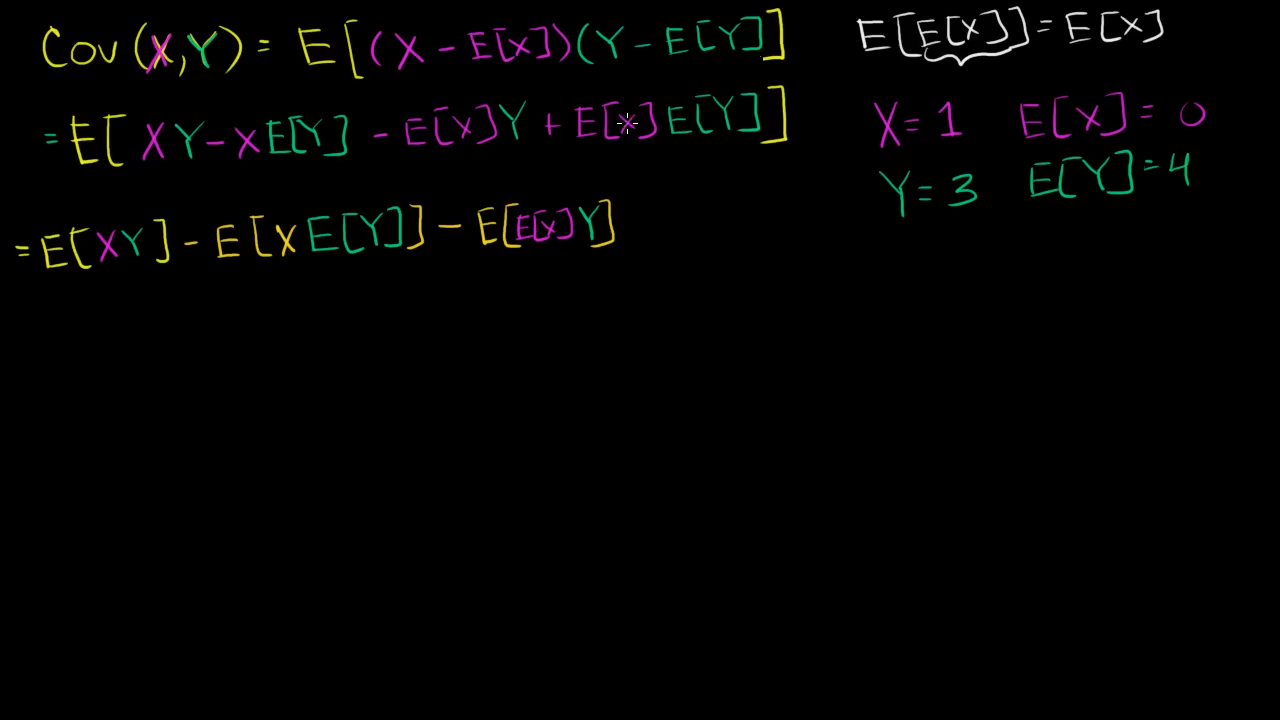 Cov(X,Y) = E[(X - E[X])(Y - E[Y]]
= E[XY - XE[Y] - E[X]Y + E[X]E[Y]]
= E[XY] - E[XE[Y]] - E[E[X]Y]
E[E[X]] = E[X]
X = 1 E[X] = 0
Y = 3 E[Y] = 4